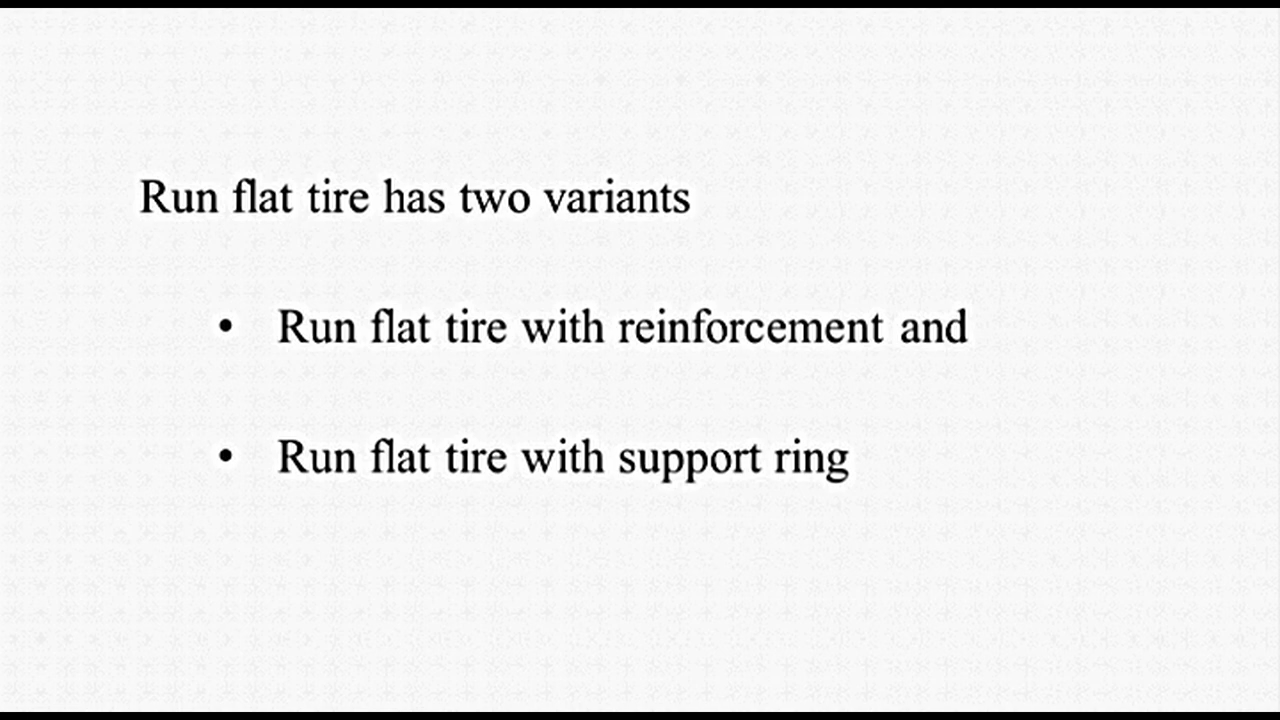 Run flat tire has two variants
• Run flat tire with reinforcement and
• Run flat tire with support ring